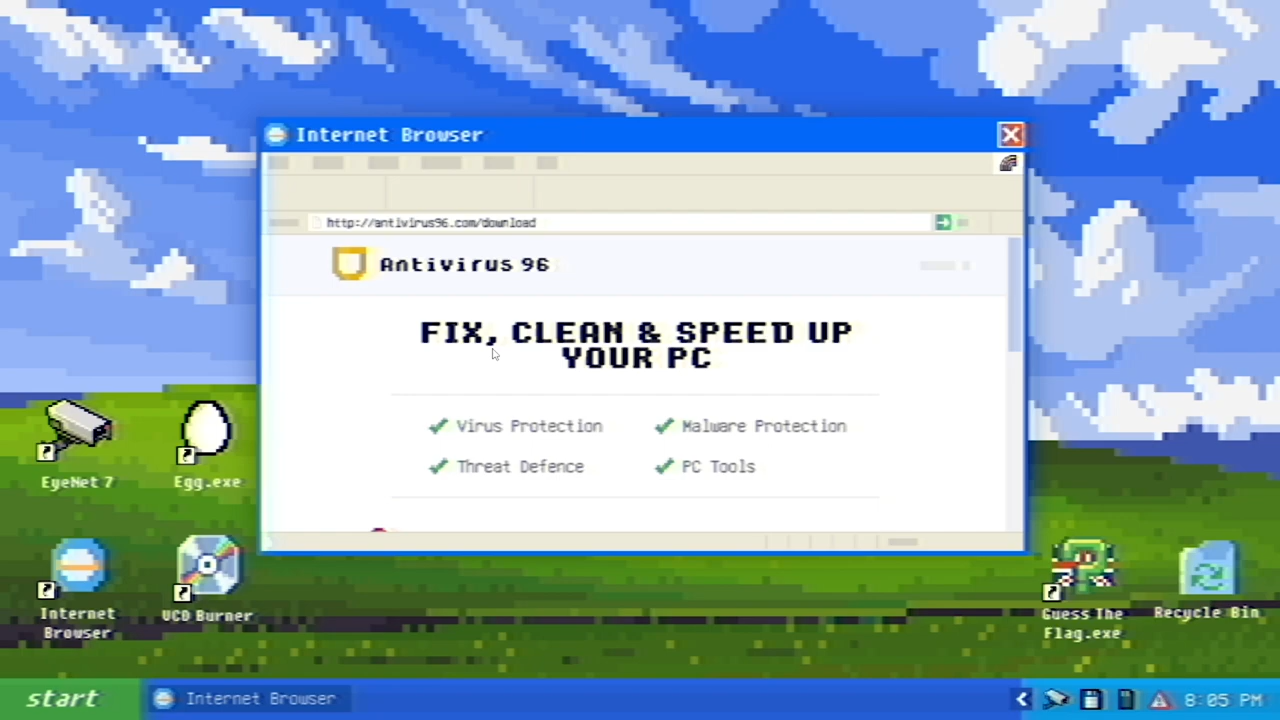 Internet Browser
http://antivirus96.com/download
Antivirus 96
FIX, CLEAN & SPEED UP
YOUR PC
Virus Protection
Malware Protection
Threat Defence
PC Tools
EyeNet 7
Egg.exe
Internet
Browser
VCD Burner
Guess The
Flag.exe
Recycle Bin
start
Internet Browser
8:05 PM